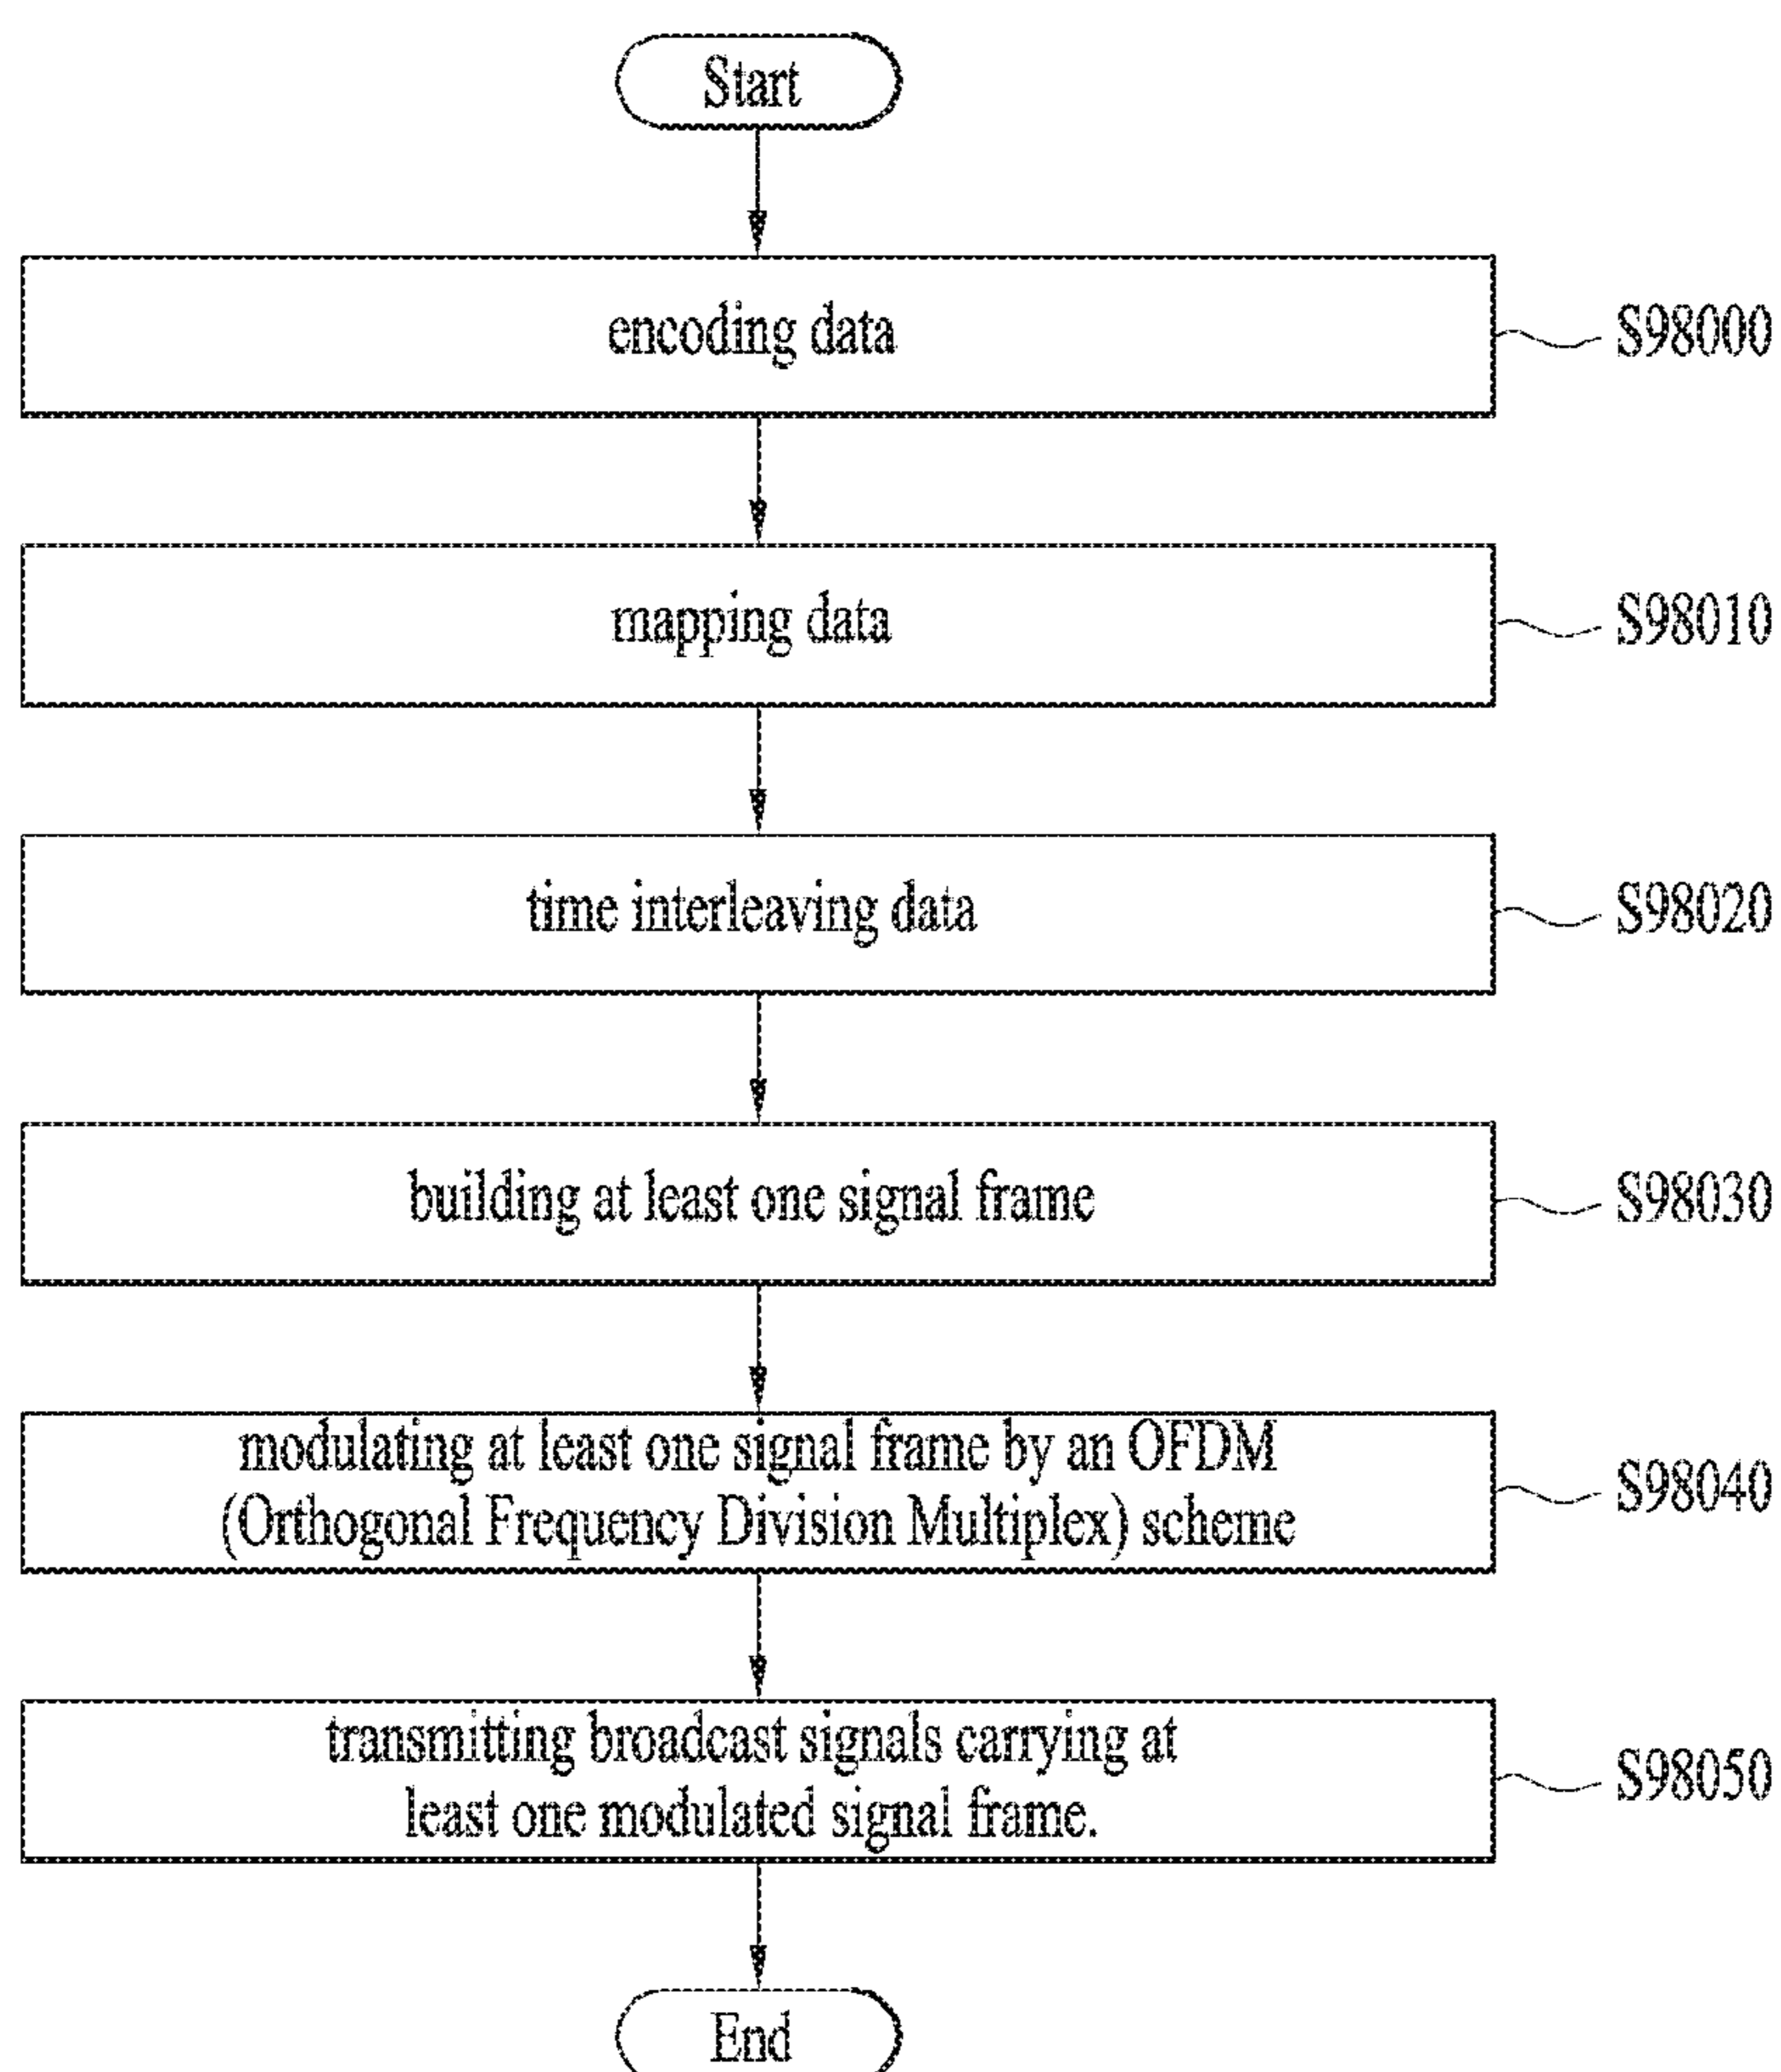 Start
encoding data
S98000
mapping data
S98010
time interleaving data
S98020
building at least one signal frame
S98030
modulating at least one signal frame by an OFDM
(Orthogonal Frequency Division Multiplex) scheme
S98040
transmitting broadcast signals carrying at
least one modulated signal frame.
S98050
End